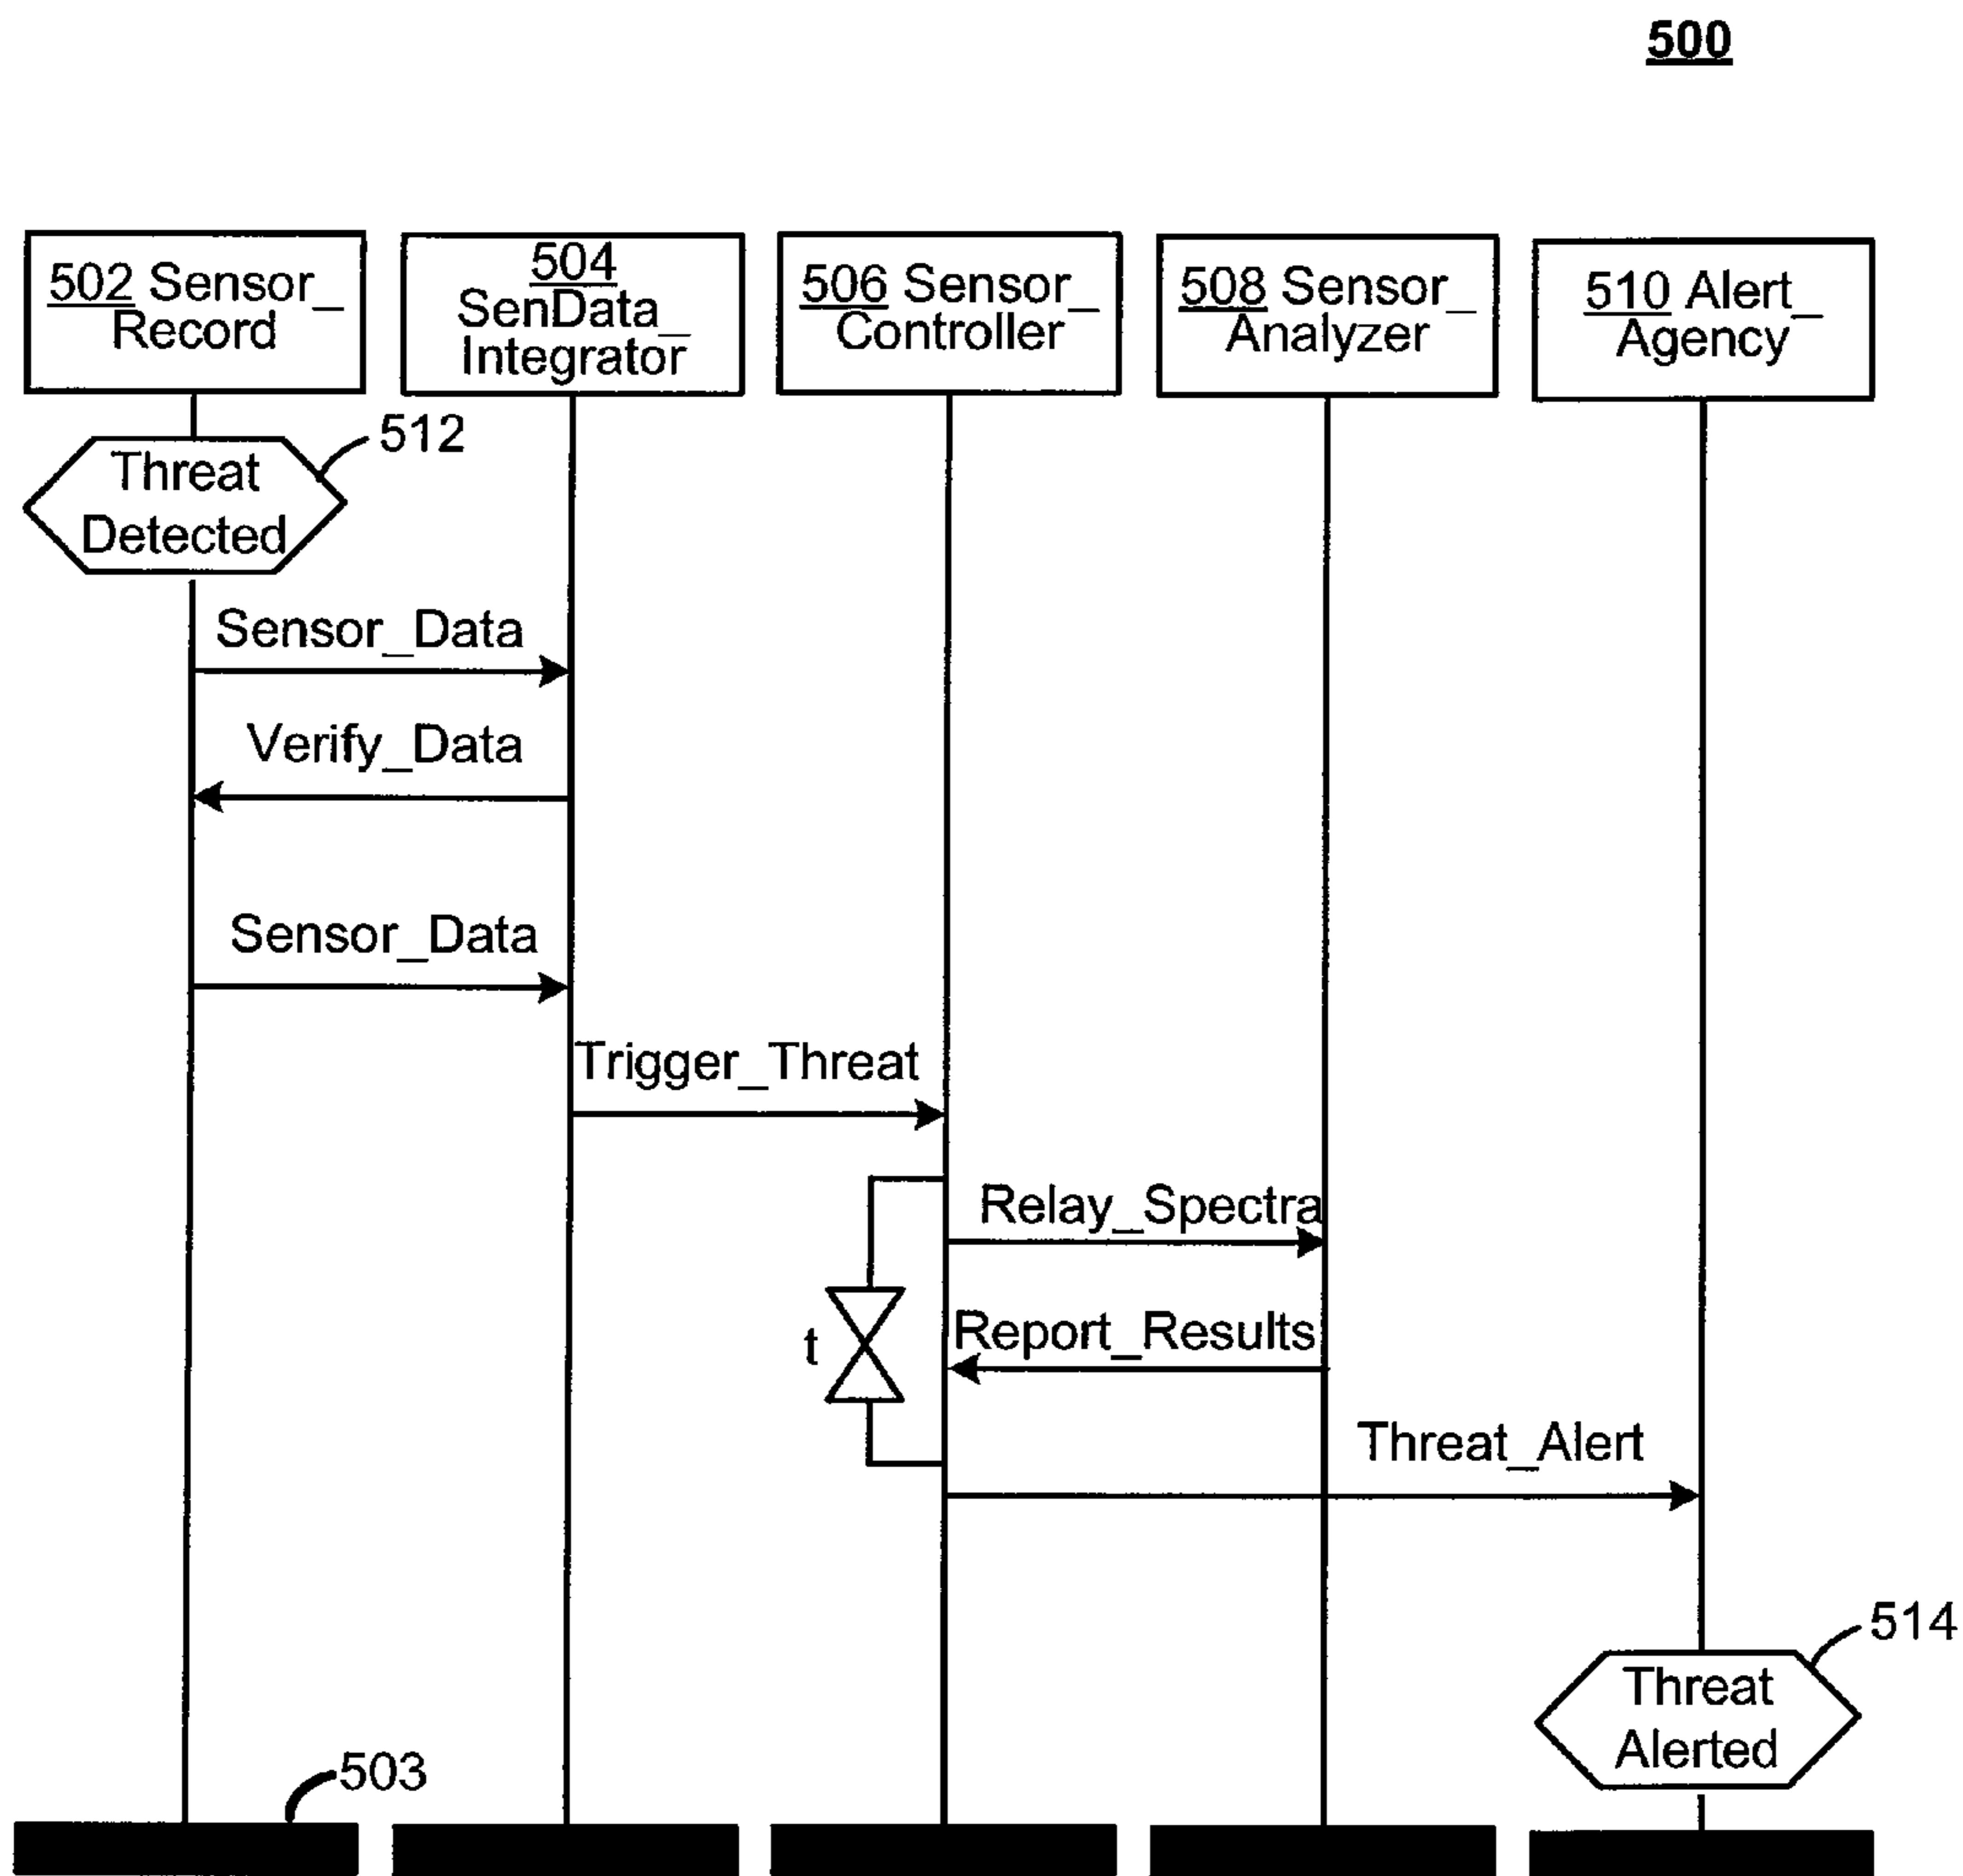 500
502 Sensor_
Record
504
SenData_
Integrator
506 Sensor_
Controller
508 Sensor_
Analyzer
510 Alert_
Agency
512
Threat
Detected
Sensor_Data
Verify_Data
Sensor_Data
Trigger_Threat
Relay_Spectra
t
Report_Results
Threat_Alert
514
Threat
Alerted
503